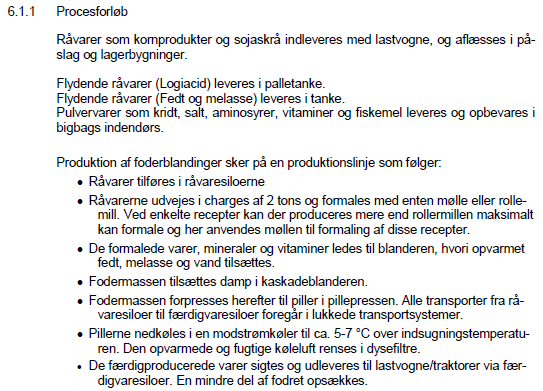 6.1.1 Procesforløb
Råvarer som kornprodukter og sojaskrå indleveres med lastvogne, og aflæsses i på-
slag og lagerbygninger.
Flydende råvarer (Logiacid) leveres i palletanke.
Flydende råvarer (Fedt og melasse) leveres i tanke.
Pulvervarer som kridt, salt, aminosyrer, vitaminer og fiskemel leveres og opbevares i
bigbags indendørs.
Produktion af foderblandinger sker på en produktionslinje som følger:
• Råvarer tilføres i råvaresiloerne
• Råvarerne udvejes i charges af 2 tons og formales med enten mølle eller rolle-
mill. Ved enkelte recepter kan der produceres mere end rollermillen maksimalt
kan formale og her anvendes møllen til formaling af disse recepter.
• De formalede varer, mineraler og vitaminer ledes til blanderen, hvori opvarmet
fedt, melasse og vand tilsættes.
• Fodermassen tilsættes damp i kaskadeblanderen.
• Fodermassen forpresses herefter til piller i pillepressen. Alle transporter fra rå-
varesiloer til færdigvaresiloer foregår i lukkede transportsystemer.
• Pillerne nedkøles i en modstrømkøler til ca. 5-7 °C over indsugningstemperatu-
ren. Den opvarmede og fugtige køleluft renses i dysefiltre.
• De færdigproducerede varer sigtes og udleveres til lastvogne/traktorer via fær-
digvaresiloer. En mindre del af fodret opsækkes.